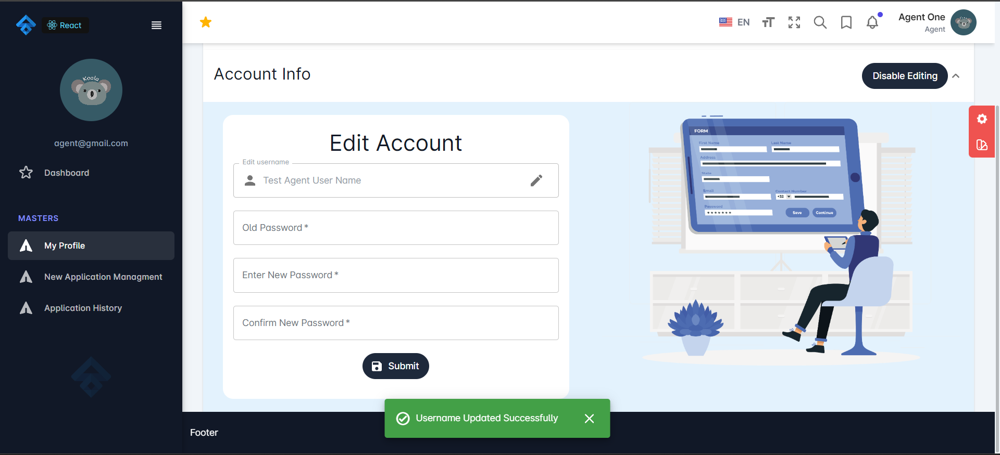 React
EN
Agent One
Agent
Koala
agent@gmail.com
Dashboard
MASTERS
My Profile
New Application Managment
Application History
Account Info
Disable Editing
Edit Account
Edit username
Test Agent User Name
Old Password *
Enter New Password *
Confirm New Password *
Submit
FORM
First Name
Last Name
Address
State
Email
Contact Number
+32
Password
Save
Continue
Username Updated Successfully
Footer